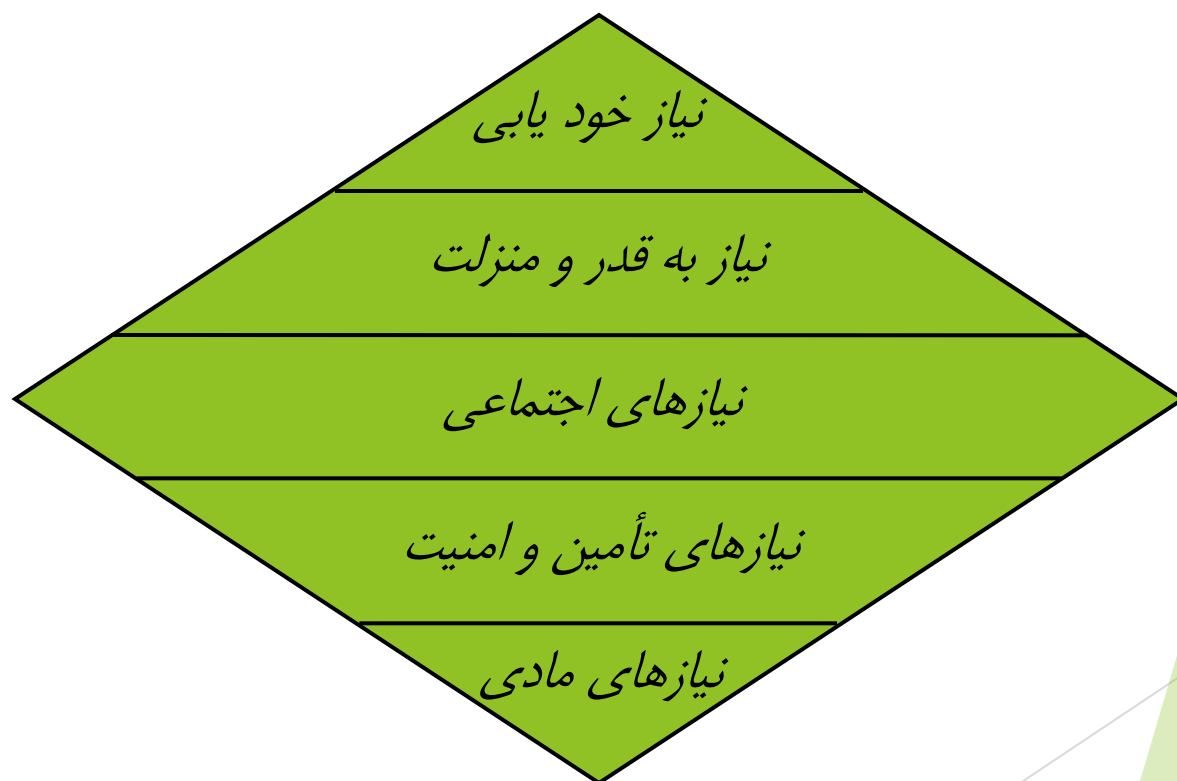 نیاز خود یابی
نیاز به قدر و منزلت
نیازهای اجتماعی
نیازهای تأمین و امنیت
نیازهای مادی